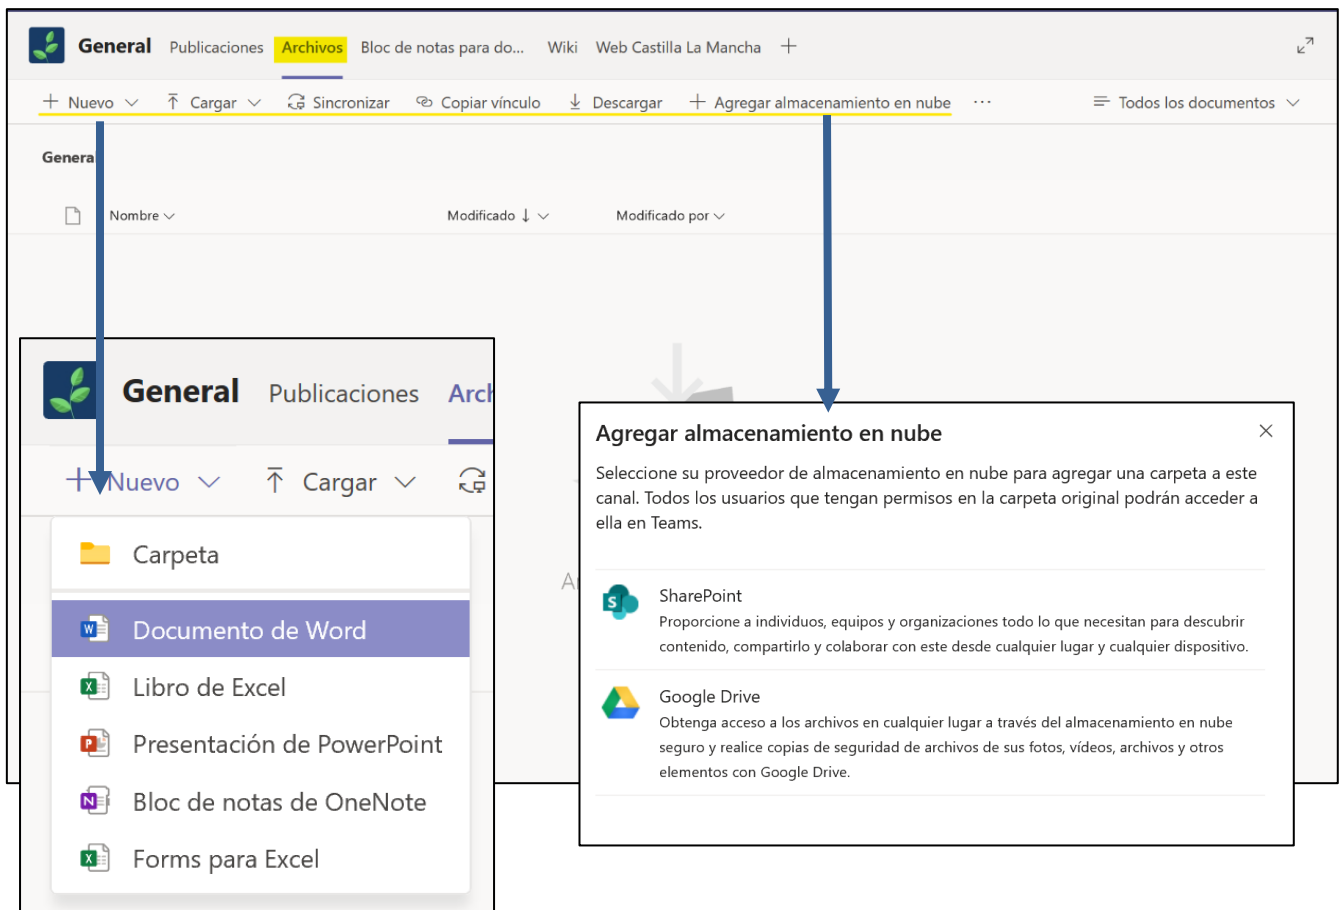 General Publicaciones Archivos Bloc de notas para do... Wiki Web Castilla La Mancha
Nuevo Cargar Sincronizar Copiar vínculo Descargar Agregar almacenamiento en nube ... Todos los documentos
General
Nombre Modificado Modificado por
General Publicaciones Arch
Nuevo Cargar
Carpeta
Documento de Word
Libro de Excel
Presentación de PowerPoint
Bloc de notas de OneNote
Forms para Excel
Agregar almacenamiento en nube
Seleccione su proveedor de almacenamiento en nube para agregar una carpeta a este
canal. Todos los usuarios que tengan permisos en la carpeta original podrán acceder a
ella en Teams.
SharePoint
Proporcione a individuos, equipos y organizaciones todo lo que necesitan para descubrir
contenido, compartirlo y colaborar con este desde cualquier lugar y cualquier dispositivo.
Google Drive
Obtenga acceso a los archivos en cualquier lugar a través del almacenamiento en nube
seguro y realice copias de seguridad de archivos de sus fotos, vídeos, archivos y otros
elementos con Google Drive.